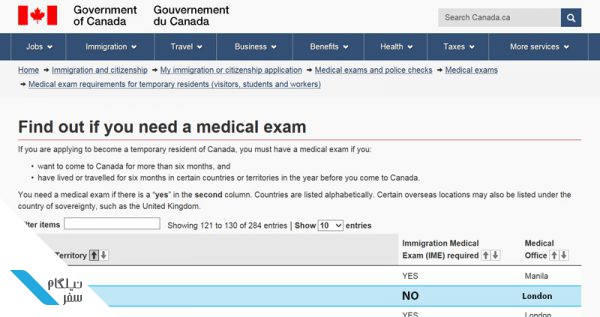 Government of Canada
Gouvernement du Canada
Search Canada.ca
Jobs Immigration Travel Business Benefits Health Taxes More services
Home → Immigration and citizenship → My immigration or citizenship application → Medical exams and police checks → Medical exams
→ Medical exam requirements for temporary residents (visitors, students and workers)
Find out if you need a medical exam
If you are applying to become a temporary resident of Canada, you must have a medical exam if you:
• want to come to Canada for more than six months, and
• have lived or travelled for six months in certain countries or territories in the year before you come to Canada.
You need a medical exam if there is a "yes" in the second column. Countries are listed alphabetically. Certain overseas locations may also be listed under the
country of sovereignty, such as the United Kingdom.
ilter items Showing 121 to 130 of 284 entries | Show 10 entries
Territory Immigration Medical Exam (IME) required Medical Office
YES Manila
NO London
YES London
سفر